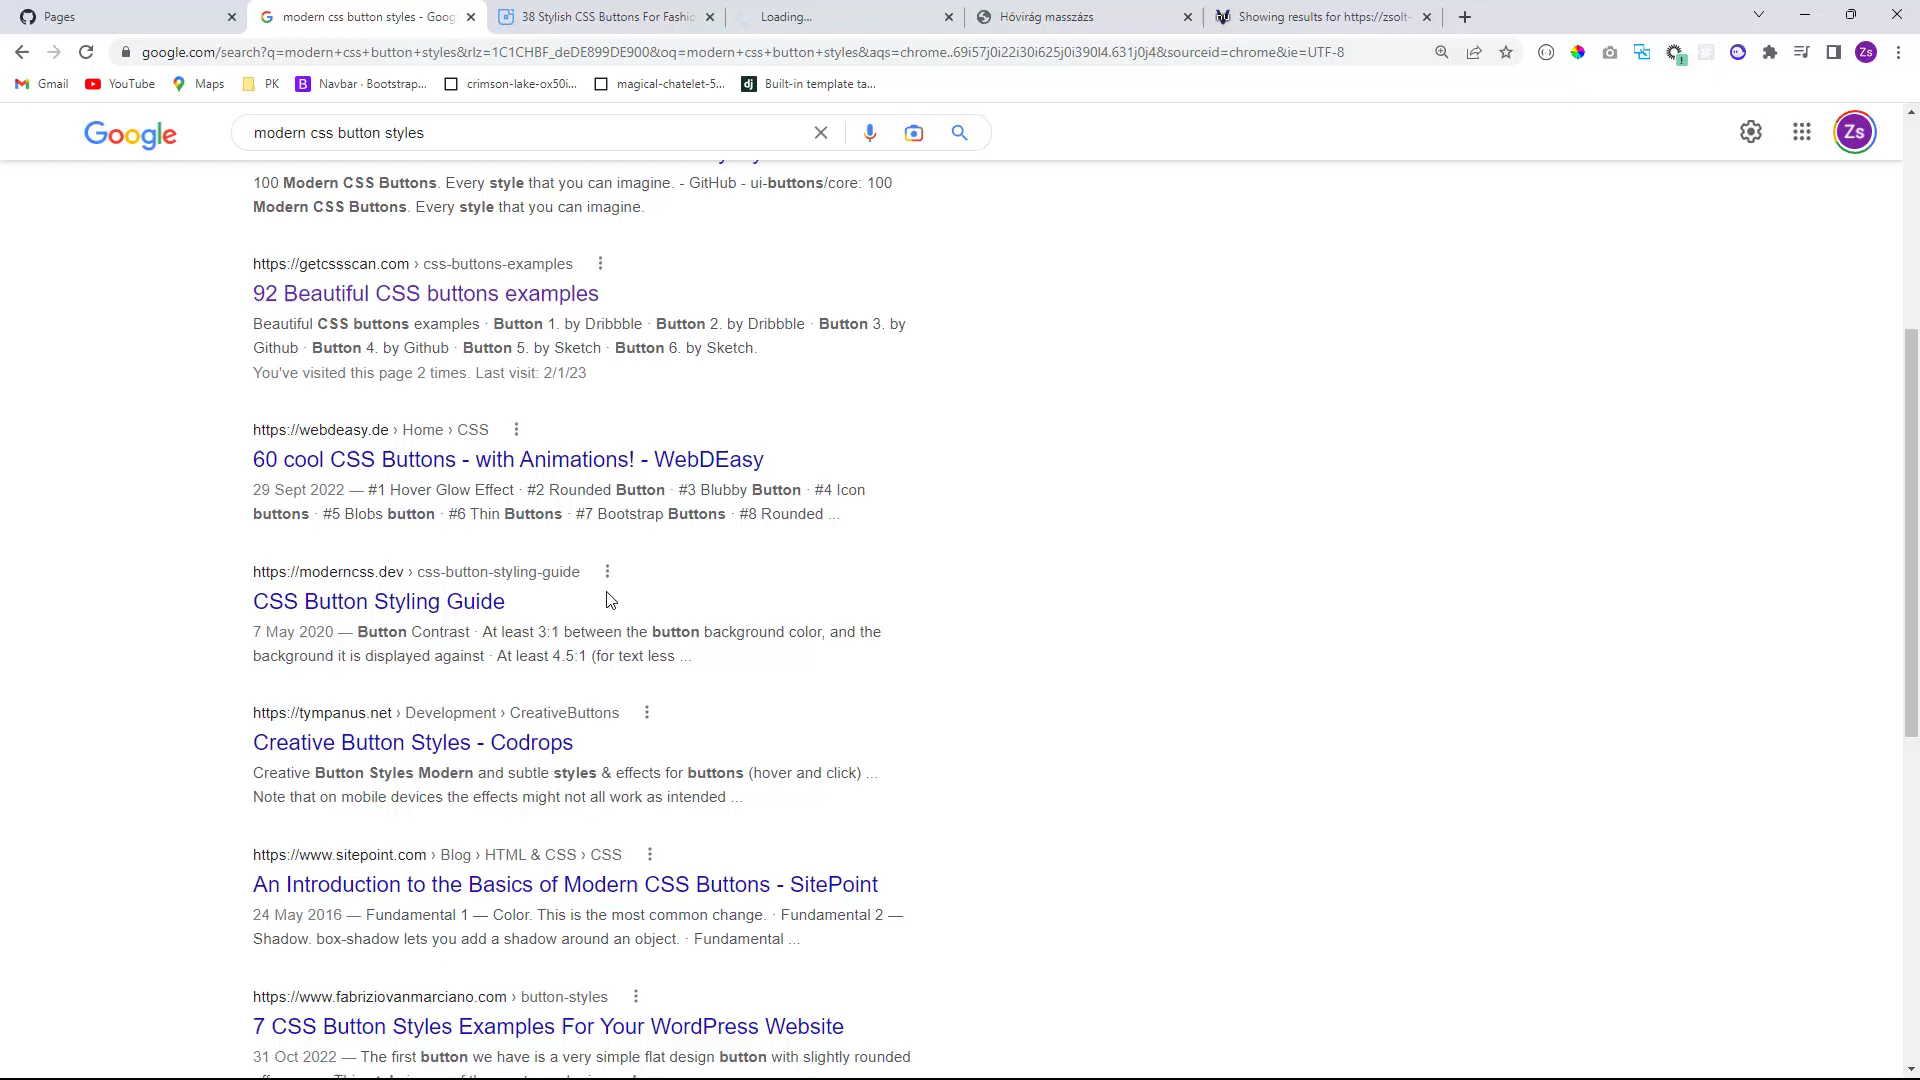 Pages
modern css button styles - Goog
38 Stylish CSS Buttons For Fashi
Loading...
Hóvirág masszázs
Showing results for https://zsolt-
google.com/search?q=modern+css+button+styles&rlz=1C1CHBF_deDE899DE900&oq=modern+css+button+styles&aqs=chrome..69i57j0i22i30i625j0i390l4.631j0j4&sourceid=chrome&ie=UTF-8
Zs
Gmail
YouTube
Maps
PK
Navbar · Bootstrap...
crimson-lake-ox50i...
magical-chatelet-5...
Built-in template ta...
Google
modern css button styles
Zs
100 Modern CSS Buttons. Every style that you can imagine. - GitHub - ui-buttons/core: 100
Modern CSS Buttons. Every style that you can imagine.
https://getcssscan.com › css-buttons-examples
92 Beautiful CSS buttons examples
Beautiful CSS buttons examples · Button 1. by Dribbble · Button 2. by Dribbble · Button 3. by
Github · Button 4. by Github · Button 5. by Sketch · Button 6. by Sketch.
You've visited this page 2 times. Last visit: 2/1/23
https://webdeasy.de › Home › CSS
60 cool CSS Buttons - with Animations! - WebDEasy
29 Sept 2022 — #1 Hover Glow Effect · #2 Rounded Button · #3 Blubby Button · #4 Icon
buttons · #5 Blobs button · #6 Thin Buttons · #7 Bootstrap Buttons · #8 Rounded ...
https://moderncss.dev › css-button-styling-guide
CSS Button Styling Guide
7 May 2020 — Button Contrast · At least 3:1 between the button background color, and the
background it is displayed against · At least 4.5:1 (for text less ...
https://tympanus.net › Development › CreativeButtons
Creative Button Styles - Codrops
Creative Button Styles Modern and subtle styles & effects for buttons (hover and click) ...
Note that on mobile devices the effects might not all work as intended ...
https://www.sitepoint.com › Blog › HTML & CSS › CSS
An Introduction to the Basics of Modern CSS Buttons - SitePoint
24 May 2016 — Fundamental 1 — Color. This is the most common change. · Fundamental 2 —
Shadow. box-shadow lets you add a shadow around an object. · Fundamental ...
https://www.fabriziovanmarciano.com › button-styles
7 CSS Button Styles Examples For Your WordPress Website
31 Oct 2022 — The first button we have is a very simple flat design button with slightly rounded